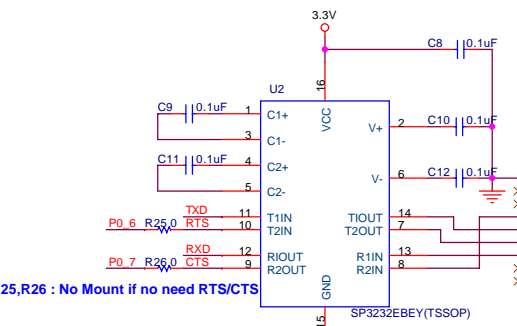 3.3V
C8 0.1uF
U2
16
VCC
C9 0.1uF
1 C1+
V+ 2 C10 0.1uF
3 C1-
C11 0.1uF
4 C2+
V- 6 C12 0.1uF
5 C2-
TXD 11 T1IN TIOUT 14
P0_6 R25,0 RTS 10 T2IN T2OUT 7
RXD 12 RIOUT R1IN 13
P0_7 R26,0 CTS 9 R2OUT R2IN 8
GND
25,R26 : No Mount if no need RTS/CTS
15
SP3232EBEY(TSSOP)